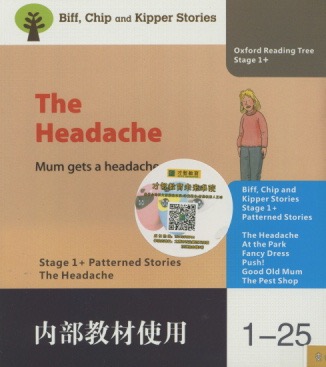 Biff, Chip and Kipper Stories
Oxford Reading Tree
Stage 1+
The
Headache
Mum gets a headache
Biff, Chip and
Kipper Stories
Stage 1+
Patterned Stories
The Headache
At the Park
Fancy Dress
Push!
Good Old Mum
The Pest Shop
Stage 1+ Patterned Stories
The Headache
内部教材使用
1-25